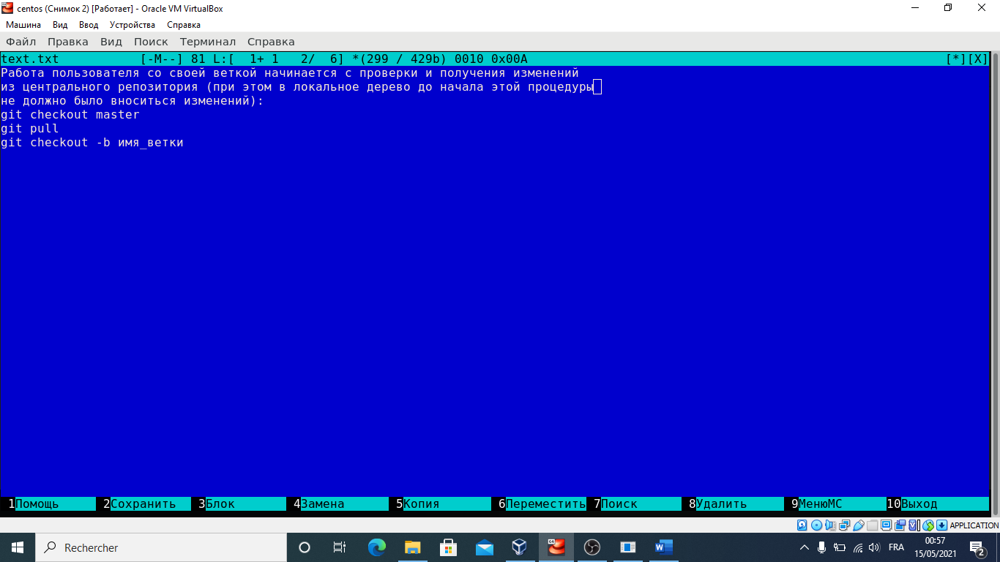 centos (Снимок 2) [Работает] - Oracle VM VirtualBox
Машина Вид Ввод Устройства Справка
Файл Правка Вид Поиск Терминал Справка
text.txt [-M--] 81 L:[ 1+ 1 2/ 6] *(299 / 429b) 0010 0x00A [*][X]
Работа пользователя со своей веткой начинается с проверки и получения изменений
из центрального репозитория (при этом в локальное дерево до начала этой процедуры
не должно было вноситься изменений):
git checkout master
git pull
git checkout -b имя_ветки
1Помощь 2Сохранить 3Блок 4Замена 5Копия 6Переместить 7Поиск 8Удалить 9МенюМС 10Выход
APPLICATION
Rechercher
FRA
00:57
15/05/2021
2